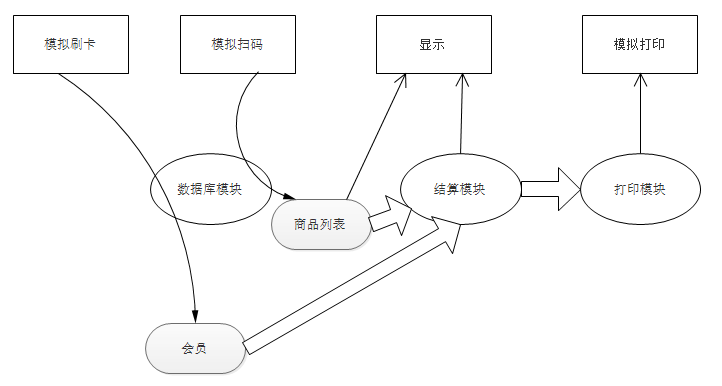 模拟刷卡
模拟扫码
显示
模拟打印
数据库模块
结算模块
打印模块
商品列表
会员